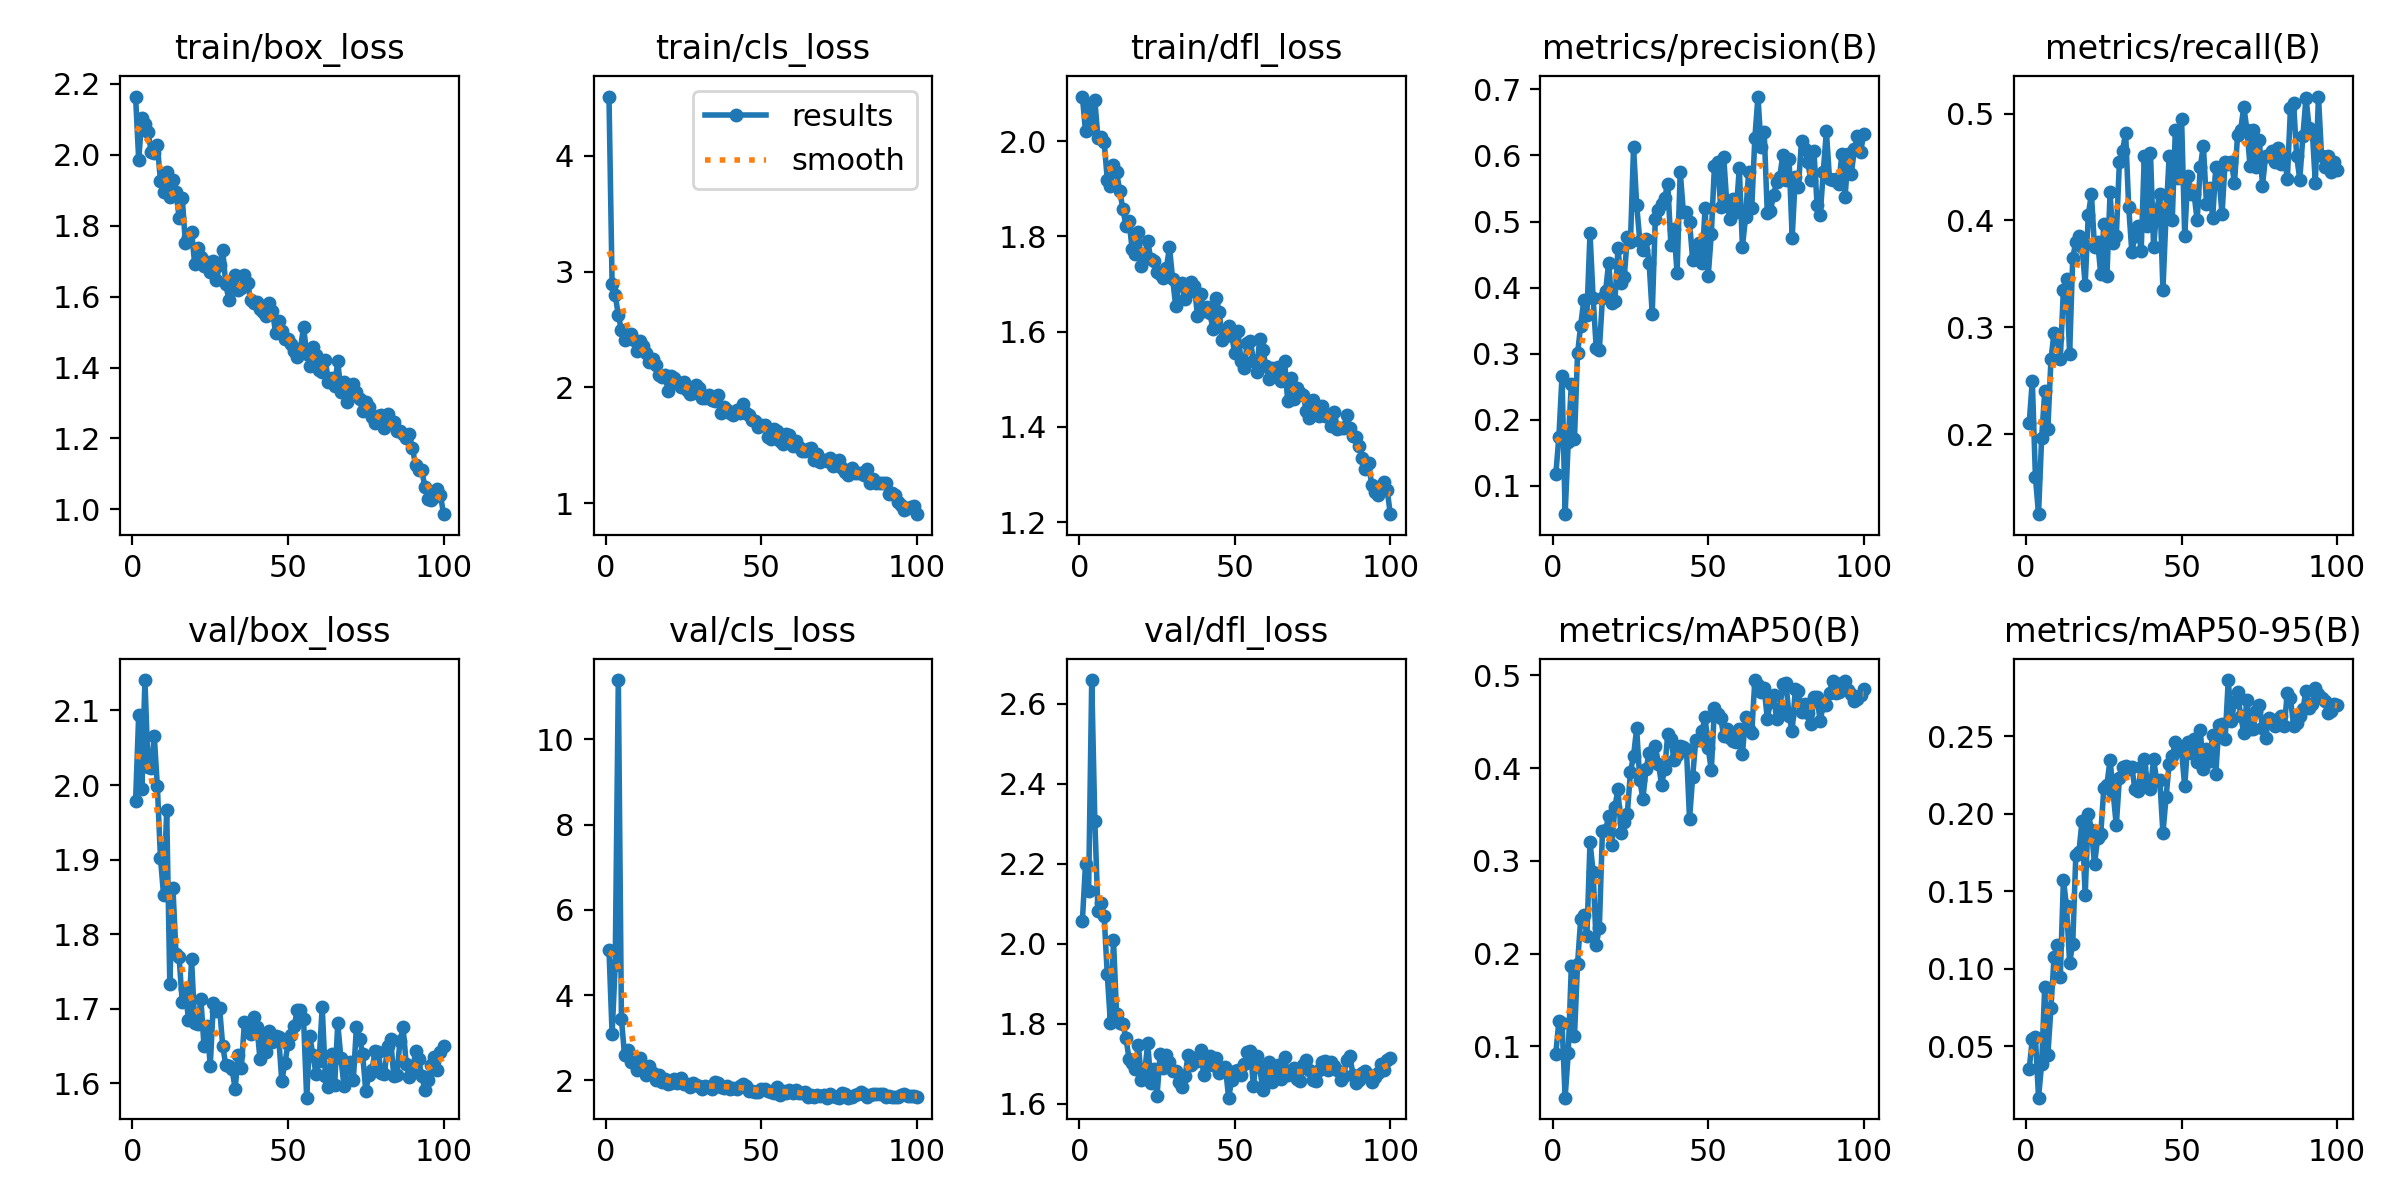 train/box_loss
train/cls_loss
train/dfl_loss
metrics/precision(B)
metrics/recall(B)
2.2
2.0
1.8
1.6
1.4
1.2
1.0
0 50 100
4
3
2
1
results
smooth
0 50 100
2.0
1.8
1.6
1.4
1.2
0 50 100
0.7
0.6
0.5
0.4
0.3
0.2
0.1
0 50 100
0.5
0.4
0.3
0.2
0 50 100
val/box_loss
val/cls_loss
val/dfl_loss
metrics/mAP50(B)
metrics/mAP50-95(B)
2.1
2.0
1.9
1.8
1.7
1.6
0 50 100
10
8
6
4
2
0 50 100
2.6
2.4
2.2
2.0
1.8
1.6
0 50 100
0.5
0.4
0.3
0.2
0.1
0 50 100
0.25
0.20
0.15
0.10
0.05
0 50 100